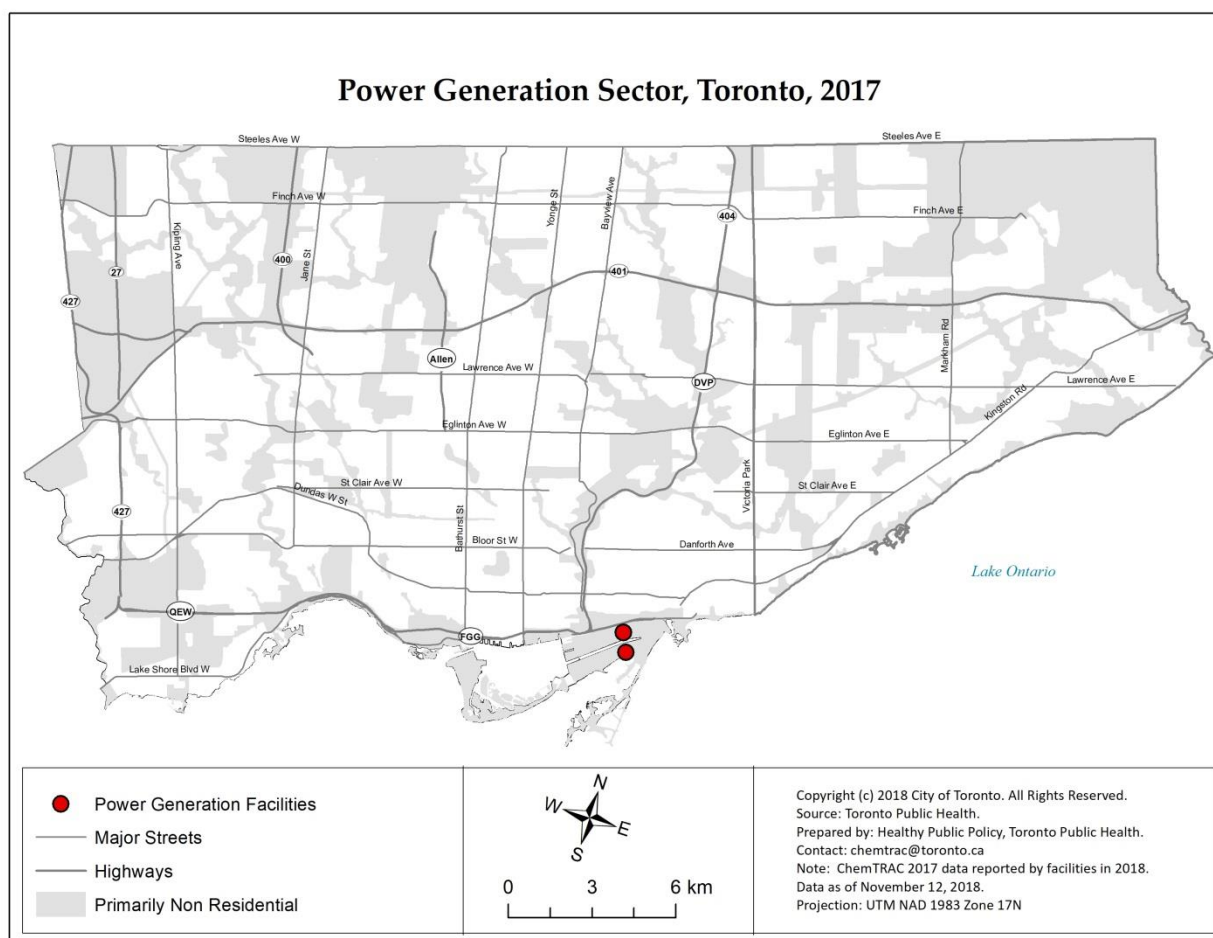 Power Generation Sector, Toronto, 2017
Steeles Ave W
Steeles Ave E
Finch Ave W
Finch Ave E
Kipling Ave
Jane St
Yonge St
Bayview Ave
404
400
27
401
427
Markham Rd
Allen
Lawrence Ave W
DVP
Lawrence Ave E
Kingston Rd
Eglinton Ave W
Eglinton Ave E
St Clair Ave W
St Clair Ave E
Dundas W St
Victoria Park
427
Bathurst St
Bloor St W
Danforth Ave
Lake Ontario
QEW
FGG
Lake Shore Blvd W
Power Generation Facilities
Major Streets
Highways
Primarily Non Residential
N
W
E
S
0 3 6 km
Copyright (c) 2018 City of Toronto. All Rights Reserved.
Source: Toronto Public Health.
Prepared by: Healthy Public Policy, Toronto Public Health.
Contact: chemtrac@toronto.ca
Note: ChemTRAC 2017 data reported by facilities in 2018.
Data as of November 12, 2018.
Projection: UTM NAD 1983 Zone 17N